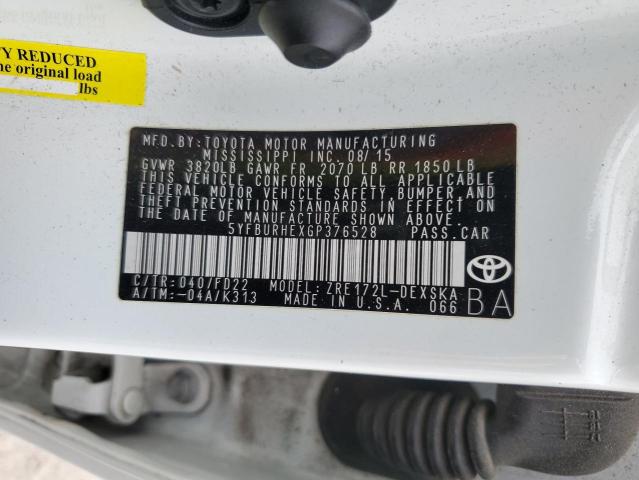 TY REDUCED
he original load
lbs
MFD.BY:TOYOTA MOTOR MANUFACTURING
MISSISSIPPI INC. 08/15
GVWR 3820LB GAWR FR 2070 LB RR 1850 LB
THIS VEHICLE CONFORMS TO ALL APPLICABLE
FEDERAL MOTOR VEHICLE SAFETY BUMPER AND
THEFT PREVENTION STANDARDS IN EFFECT ON
THE DATE OF MANUFACTURE SHOWN ABOVE.
5YFBURHEXGP376528 PASS.CAR
C/TR: 040/FD22 MODEL: ZRE172L-DEXSKA
A/TM:-04A/K313 MADE IN U.S.A. 066 BA